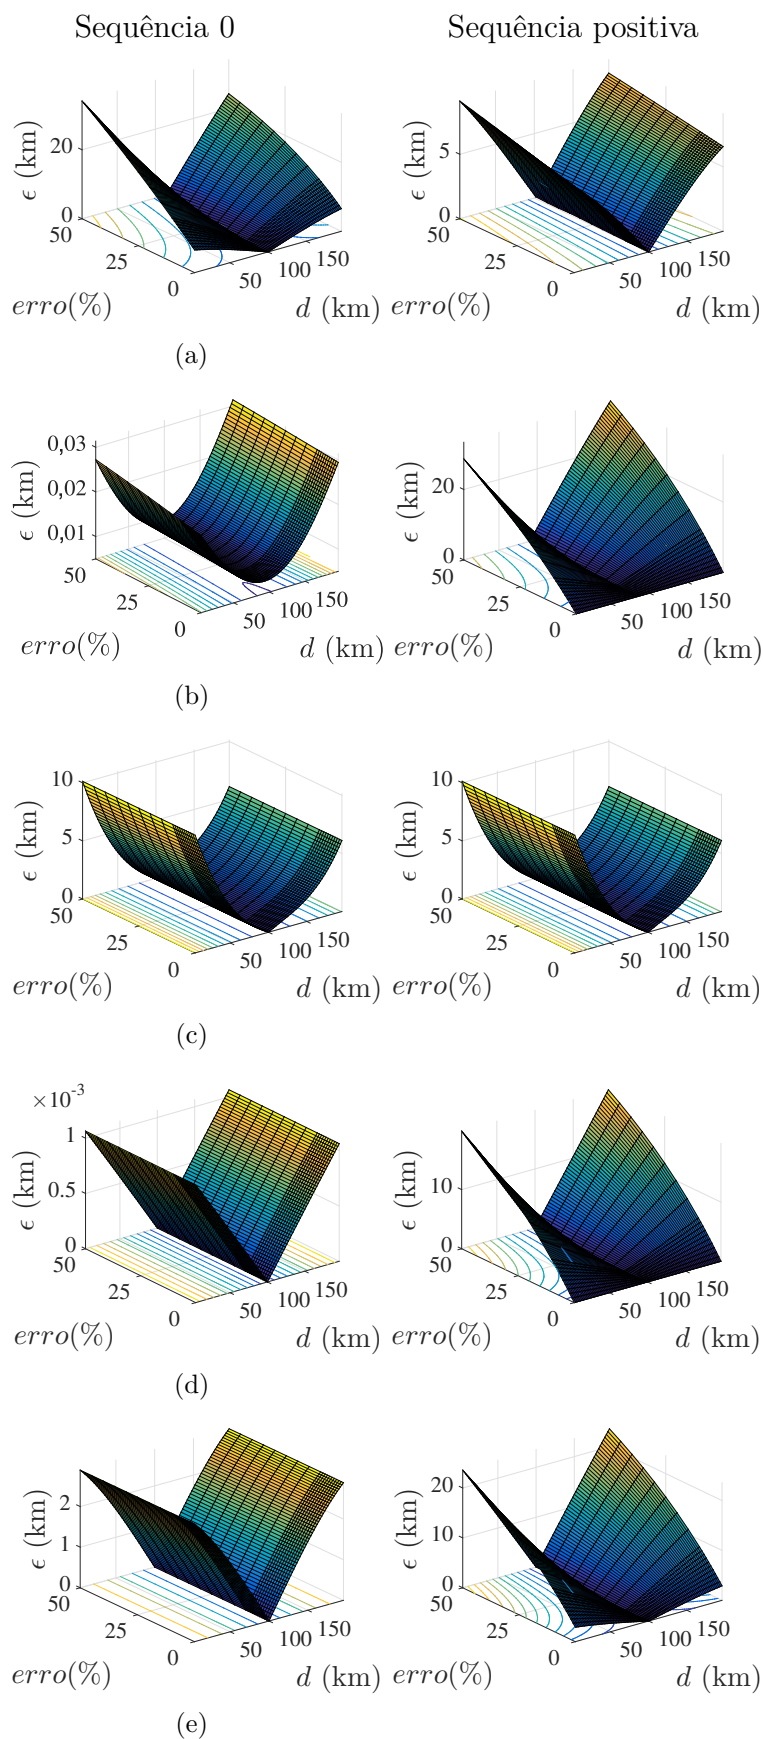 Sequência 0 Sequência positiva
ϵ (km) 20 0 50 25 0 50 100 150 erro(%) d (km)
ϵ (km) 5 0 50 25 0 50 100 150 erro(%) d (km)
(a)
ϵ (km) 0,03 0,02 0,01 50 25 0 50 100 150 erro(%) d (km)
ϵ (km) 20 0 50 25 0 50 100 150 erro(%) d (km)
(b)
ϵ (km) 10 5 0 50 25 0 50 100 150 erro(%) d (km)
ϵ (km) 10 5 0 50 25 0 50 100 150 erro(%) d (km)
(c)
×10⁻³
ϵ (km) 1 0.5 0 50 25 0 50 100 150 erro(%) d (km)
ϵ (km) 10 0 50 25 0 50 100 150 erro(%) d (km)
(d)
ϵ (km) 2 1 0 50 25 0 50 100 150 erro(%) d (km)
ϵ (km) 20 10 0 50 25 0 50 100 150 erro(%) d (km)
(e)